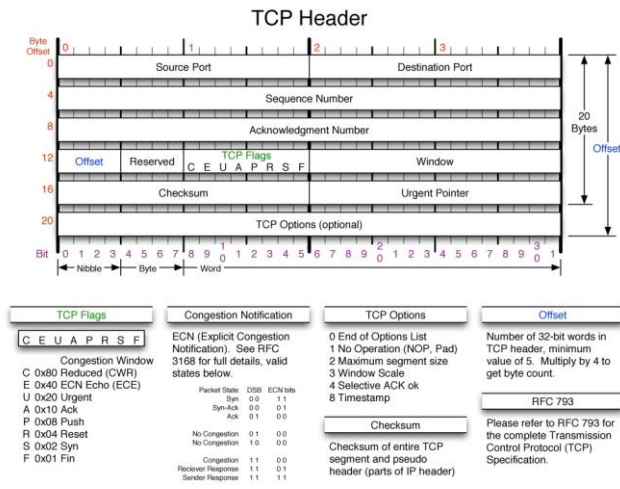 TCP Header
Byte
Offset 0 1 2 3
0 Source Port Destination Port
4 Sequence Number
8 Acknowledgment Number
20
Bytes
Offset
12 Offset Reserved TCP Flags Window
C E U A P R S F
16 Checksum Urgent Pointer
20 TCP Options (optional)
Bit 0 1 2 3 4 5 6 7 8 9 10 1 2 3 4 5 6 7 8 9 20 1 2 3 4 5 6 7 8 9 30 1
Nibble Byte Word
TCP Flags
C E U A P R S F
Congestion Window
C 0x80 Reduced (CWR)
E 0x40 ECN Echo (ECE)
U 0x20 Urgent
A 0x10 Ack
P 0x08 Push
R 0x04 Reset
S 0x02 Syn
F 0x01 Fin
Congestion Notification
ECN (Explicit Congestion
Notification). See RFC
3168 for full details, valid
states below.
Packet State DSB ECN bits
Syn 0 0 1 1
Syn-Ack 0 0 0 1
Ack 0 1 0 0
No Congestion 0 1 0 0
No Congestion 1 0 0 0
Congestion 1 1 0 0
Reciever Response 1 1 0 1
Sender Response 1 1 1 1
TCP Options
0 End of Options List
1 No Operation (NOP, Pad)
2 Maximum segment size
3 Window Scale
4 Selective ACK ok
8 Timestamp
Checksum
Checksum of entire TCP
segment and pseudo
header (parts of IP header)
Offset
Number of 32-bit words in
TCP header, minimum
value of 5. Multiply by 4 to
get byte count.
RFC 793
Please refer to RFC 793 for
the complete Transmission
Control Protocol (TCP)
Specification.